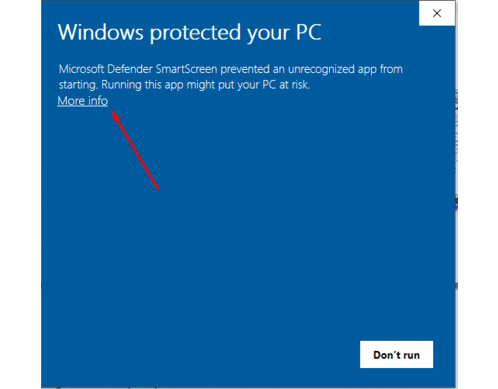 Windows protected your PC
Microsoft Defender SmartScreen prevented an unrecognized app from
starting. Running this app might put your PC at risk.
More info
Don't run